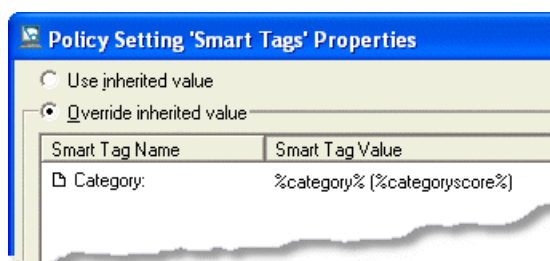 Policy Setting 'Smart Tags' Properties
Use inherited value
Override inherited value
Smart Tag Name Smart Tag Value
Category: %category% (%categoryscore%)